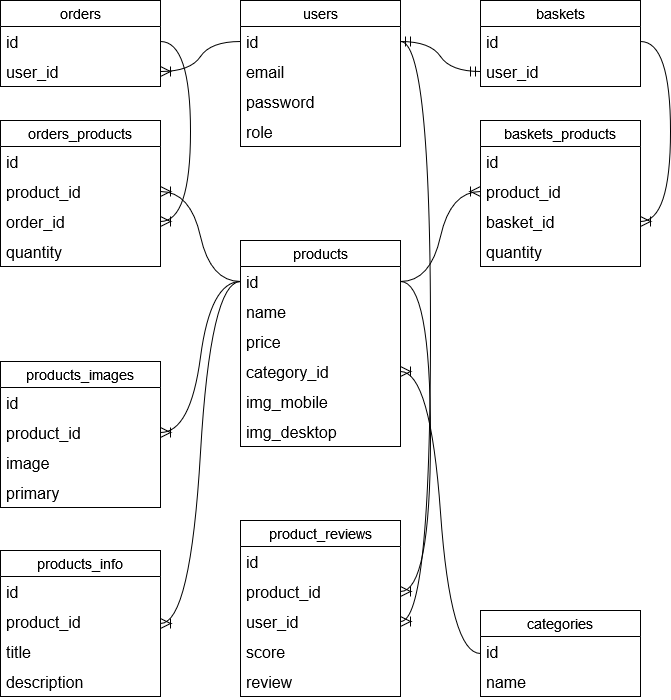 orders
id
user_id
users
id
email
password
role
baskets
id
user_id
orders_products
id
product_id
order_id
quantity
baskets_products
id
product_id
basket_id
quantity
products
id
name
price
category_id
img_mobile
img_desktop
products_images
id
product_id
image
primary
product_reviews
id
product_id
user_id
score
review
products_info
id
product_id
title
description
categories
id
name